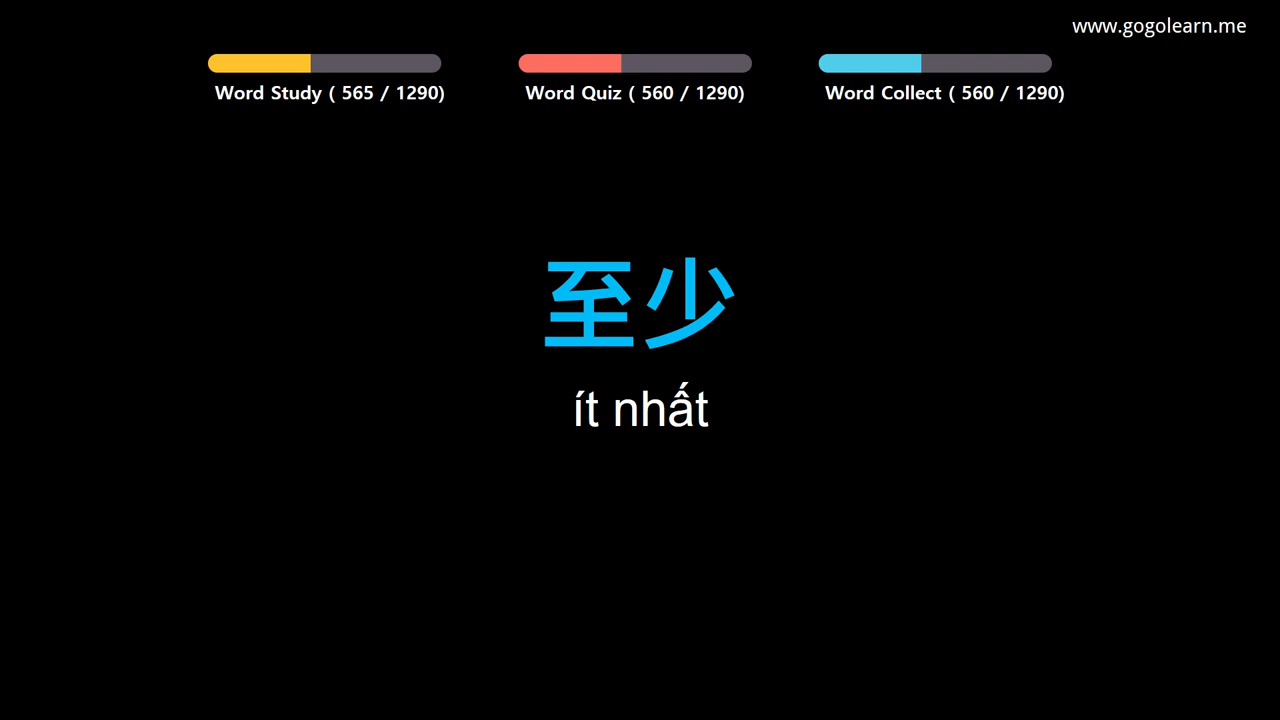 www.gogolearn.me
Word Study ( 565 / 1290)
Word Quiz ( 560 / 1290)
Word Collect ( 560 / 1290)
至少
ít nhất